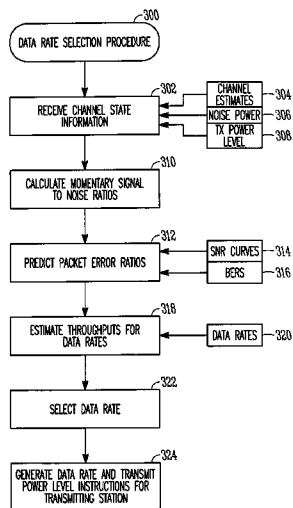 300
DATA RATE SELECTION PROCEDURE
302
RECEIVE CHANNEL STATE
INFORMATION
CHANNEL
ESTIMATES
304
NOISE POWER
306
TX POWER
LEVEL
308
310
CALCULATE MOMENTARY SIGNAL
TO NOISE RATIOS
312
PREDICT PACKET ERROR RATIOS
SNR CURVES
314
BERS
316
318
ESTIMATE THROUGHPUTS FOR
DATA RATES
DATA RATES
320
322
SELECT DATA RATE
324
GENERATE DATA RATE AND TRANSMIT
POWER LEVEL INSTRUCTIONS FOR
TRANSMITTING STATION